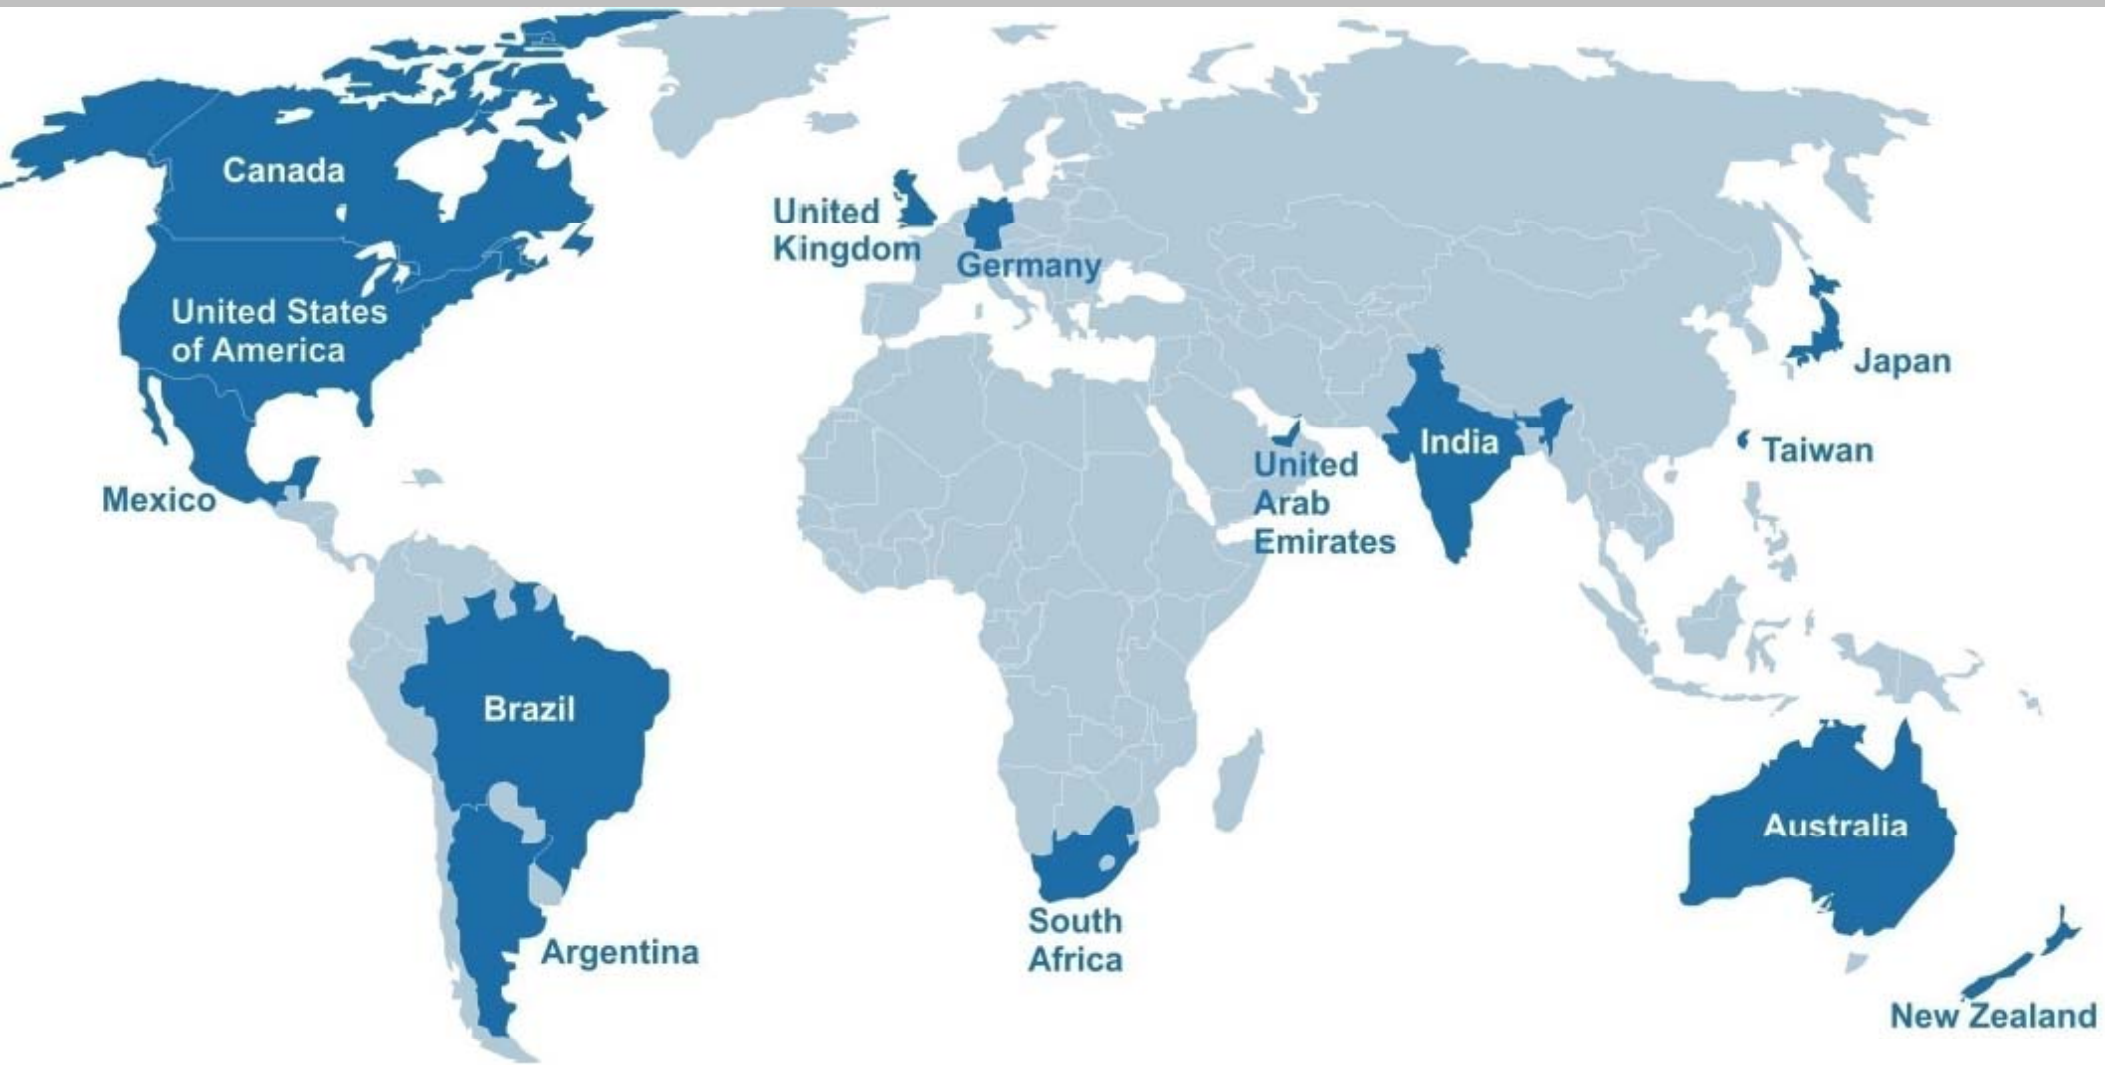 Canada
United States
of America
Mexico
Brazil
Argentina
United
Kingdom
Germany
South
Africa
United
Arab
Emirates
India
Japan
Taiwan
Australia
New Zealand